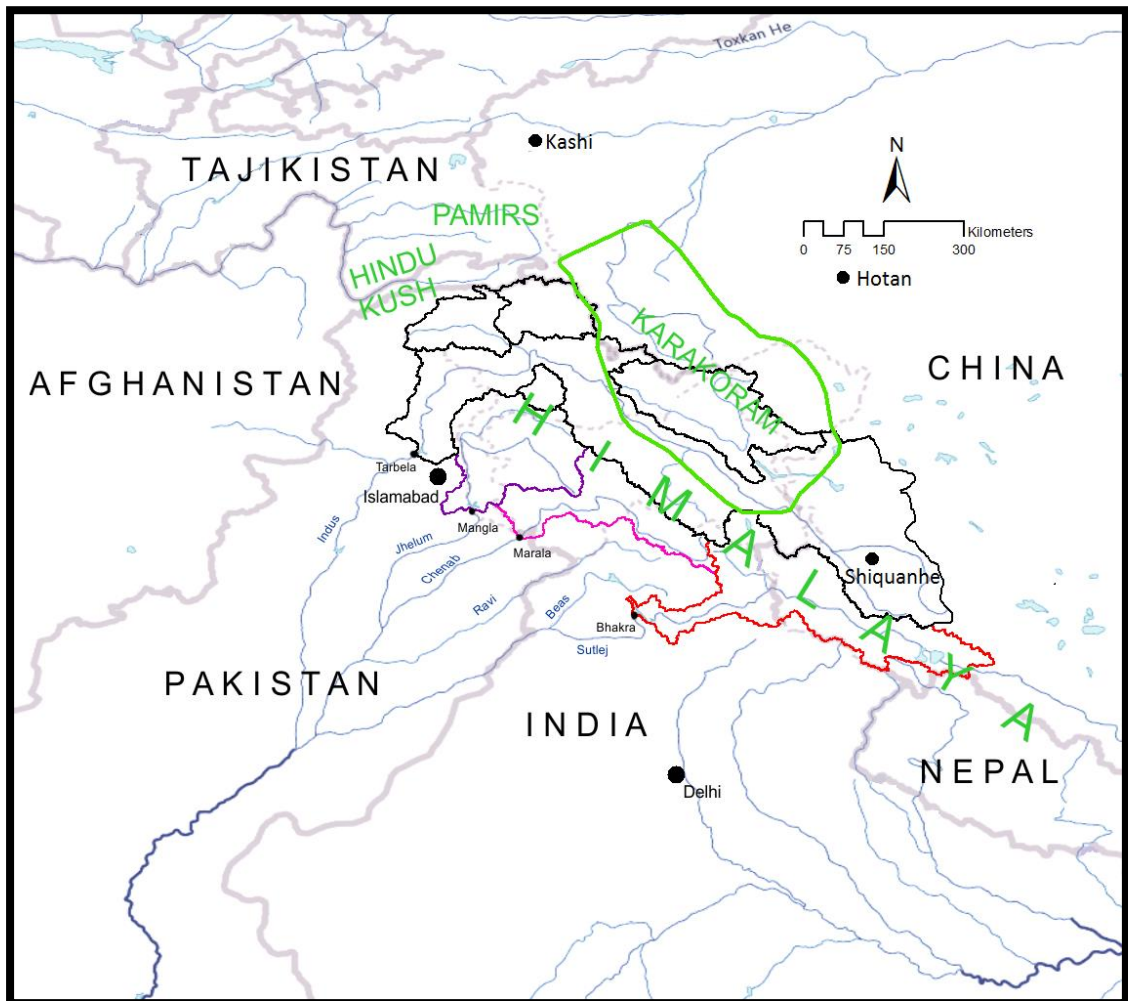 Toxkan He
Kashi
N
TAJIKISTAN
PAMIRS
Kilometers
0 75 150 300
HINDU
KUSH
Hotan
KARAKORAM
CHINA
AFGHANISTAN
HIMALAYA
Tarbela
Islamabad
Indus
Mangla
Jhelum
Marala
Chenab
Shiquanhe
Ravi
Beas
Bhakra
Sutlej
PAKISTAN
INDIA
NEPAL
Delhi